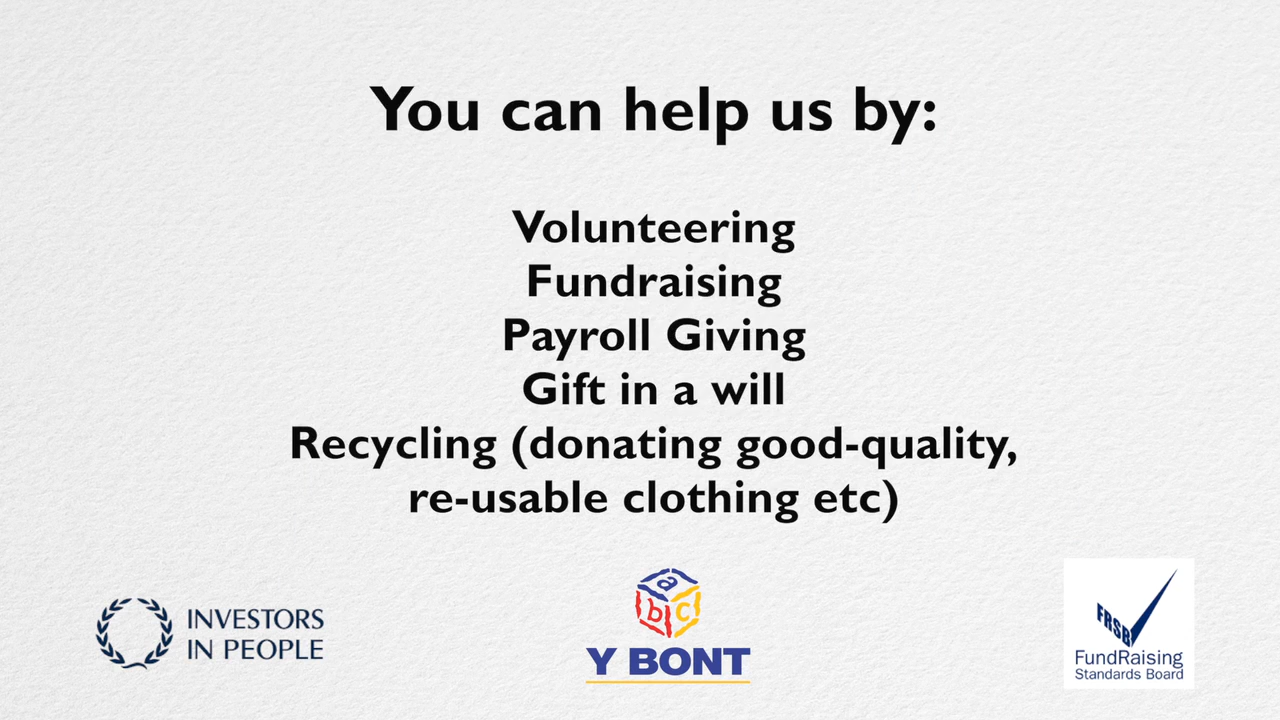 You can help us by:
Volunteering
Fundraising
Payroll Giving
Gift in a will
Recycling (donating good-quality,
re-usable clothing etc)
INVESTORS
IN PEOPLE
a
b c
Y BONT
FRSB
FundRaising
Standards Board